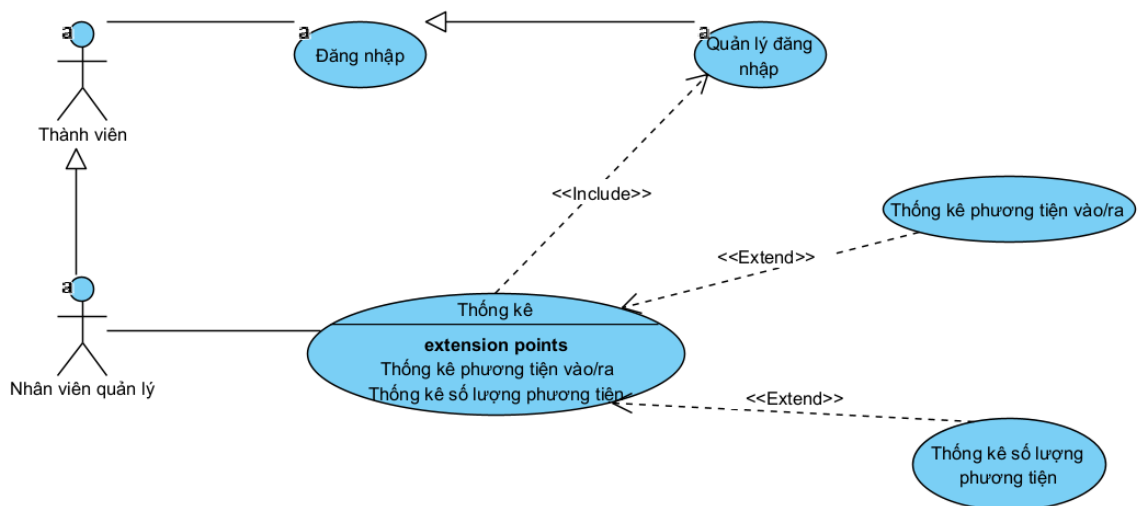 a
a
Đăng nhập
a
Quản lý đăng
nhập
Thành viên
<<Include>>
Thống kê phương tiện vào/ra
<<Extend>>
a
Thống kê
extension points
Thống kê phương tiện vào/ra
Thống kê số lượng phương tiện
Nhân viên quản lý
<<Extend>>
Thống kê số lượng
phương tiện